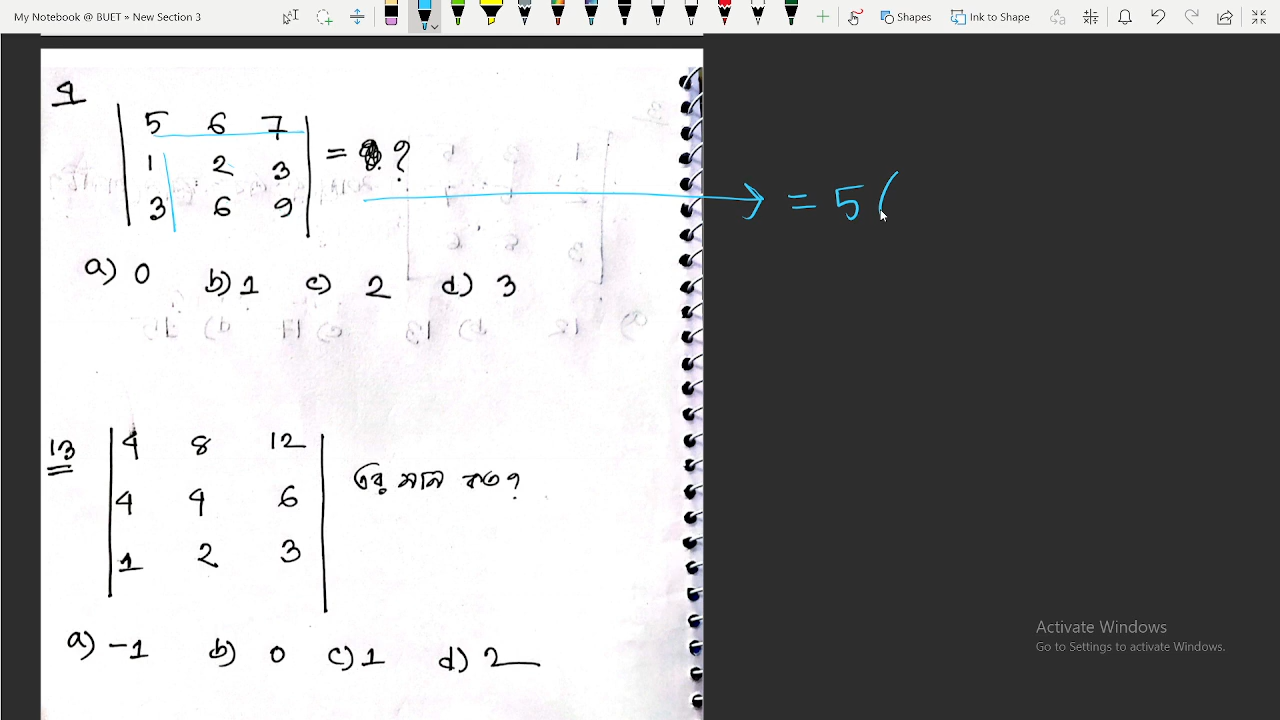 My Notebook @ BUET » New Section 3
Shapes Ink to Shape
9
5 6 7
1 2 3 = ?
3 6 9
= 5 (
a) 0 b) 1 c) 2 d) 3
13
4 8 12
4 4 6 এর মান কত?
1 2 3
a) -1 b) 0 c) 1 d) 2
Activate Windows
Go to Settings to activate Windows.